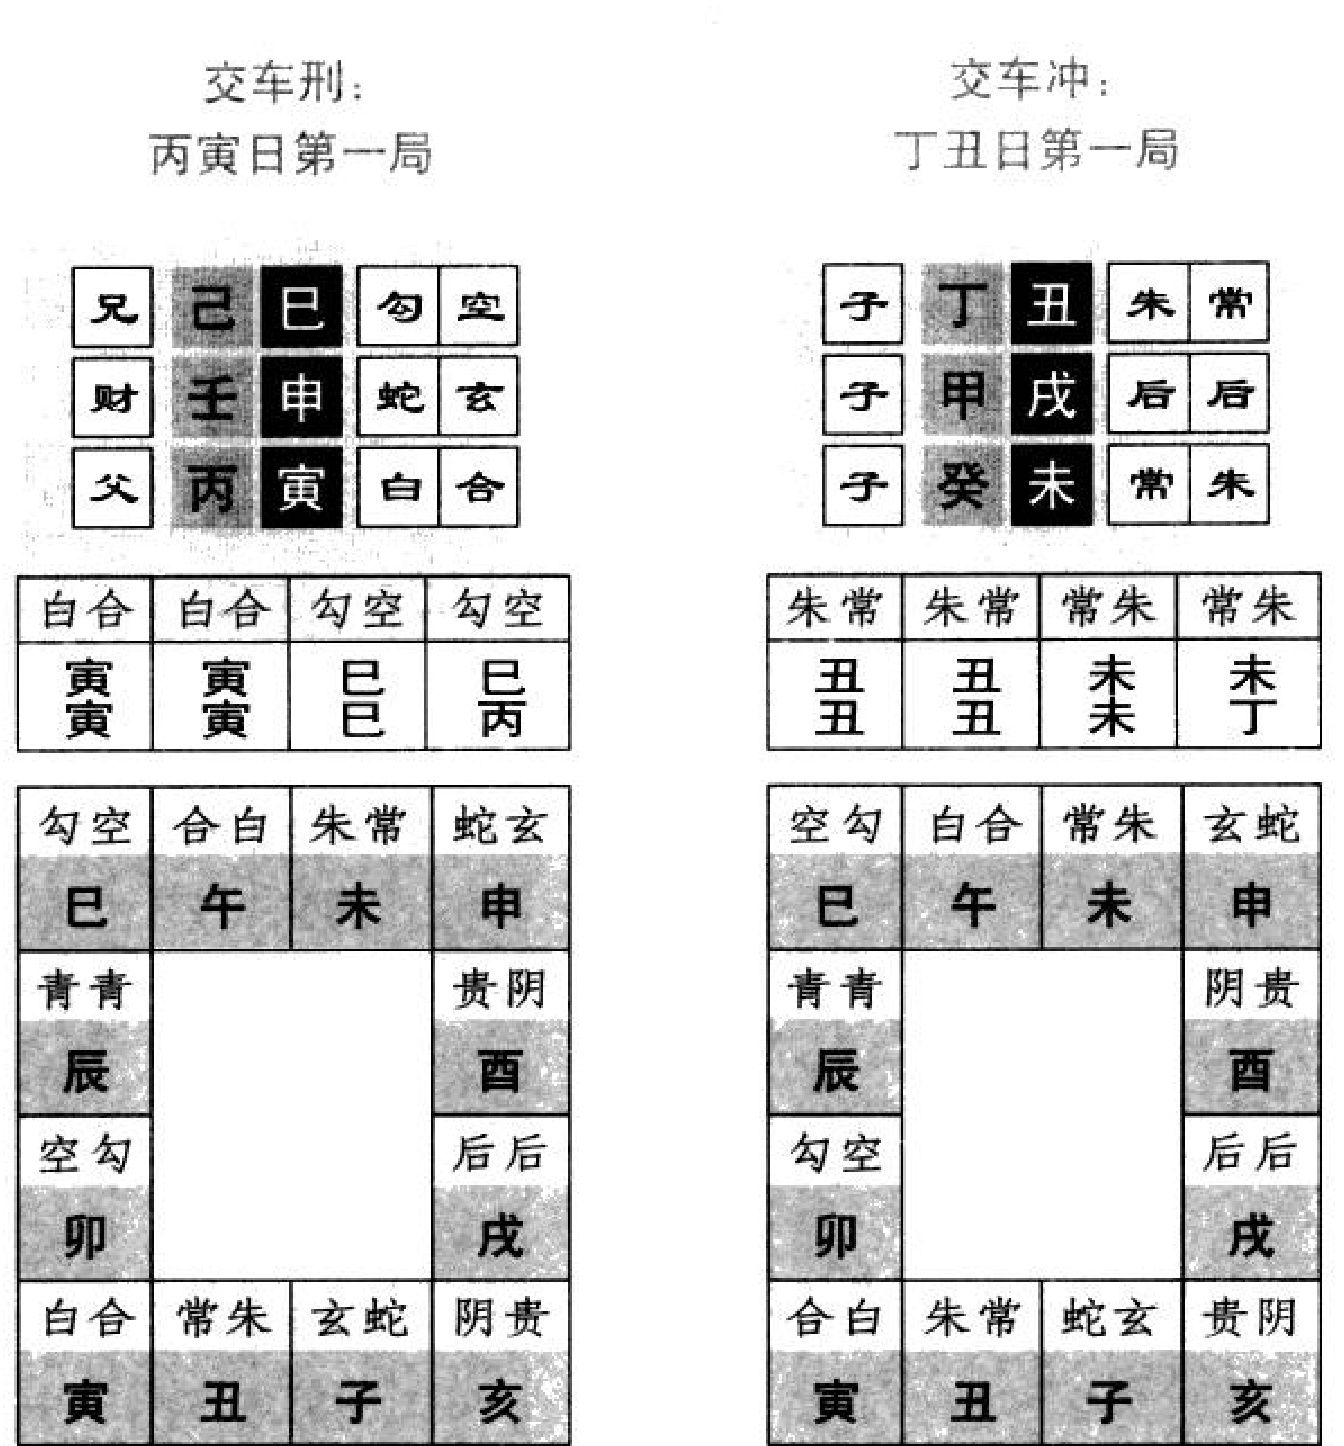 交车刑：
丙寅日第一局
兄 己 巳 勾 空
财 壬 申 蛇 玄
父 丙 寅 白 合
白合 白合 勾空 勾空
寅 寅 巳 巳
寅 寅 巳 丙
勾空 合白 朱常 蛇玄
巳 午 未 申
青青 贵阴
辰 酉
空勾 后后
卯 戌
白合 常朱 玄蛇 阴贵
寅 丑 子 亥
交车冲：
丁丑日第一局
子 丁 丑 朱 常
子 甲 戌 后 后
子 癸 未 常 朱
朱常 朱常 常朱 常朱
丑 丑 未 未
丑 丑 未 丁
空勾 白合 常朱 玄蛇
巳 午 未 申
青青 阴贵
辰 酉
勾空 后后
卯 戌
合白 朱常 蛇玄 贵阴
寅 丑 子 亥